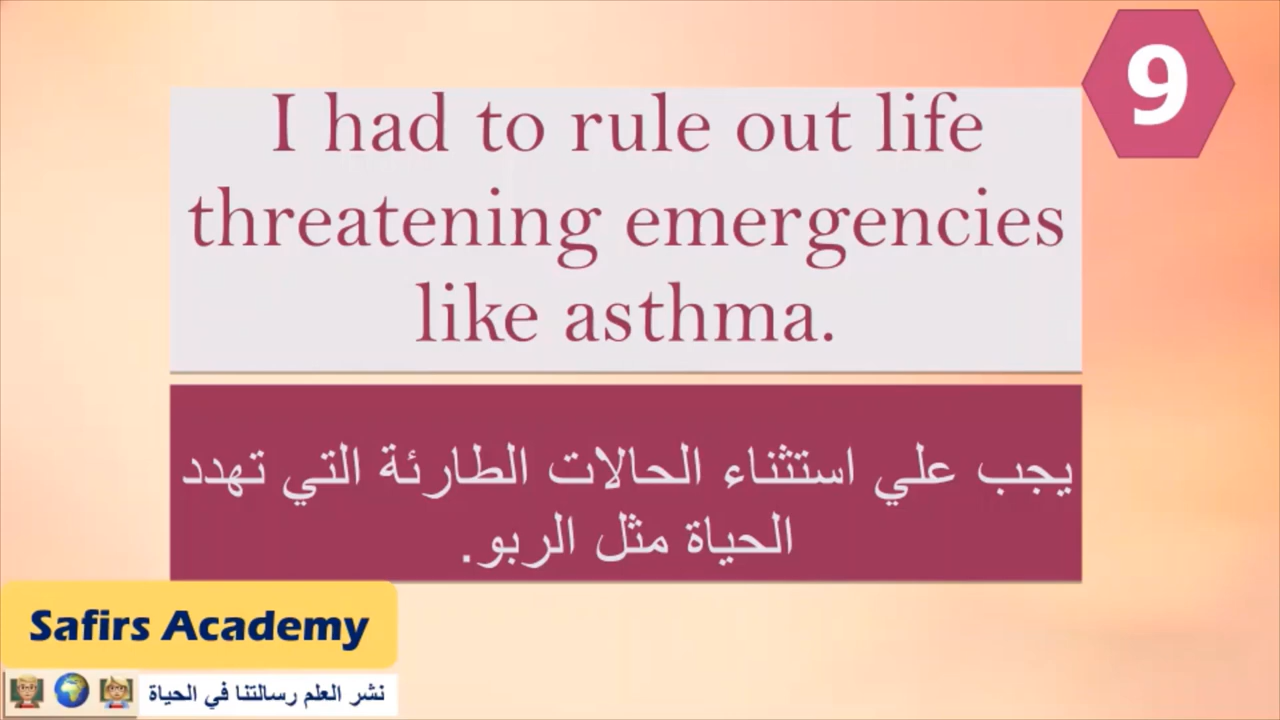 9
I had to rule out life
threatening emergencies
like asthma.
يجب علي استثناء الحالات الطارئة التي تهدد
الحياة مثل الربو.
Safirs Academy
نشر العلم رسالتنا في الحياة